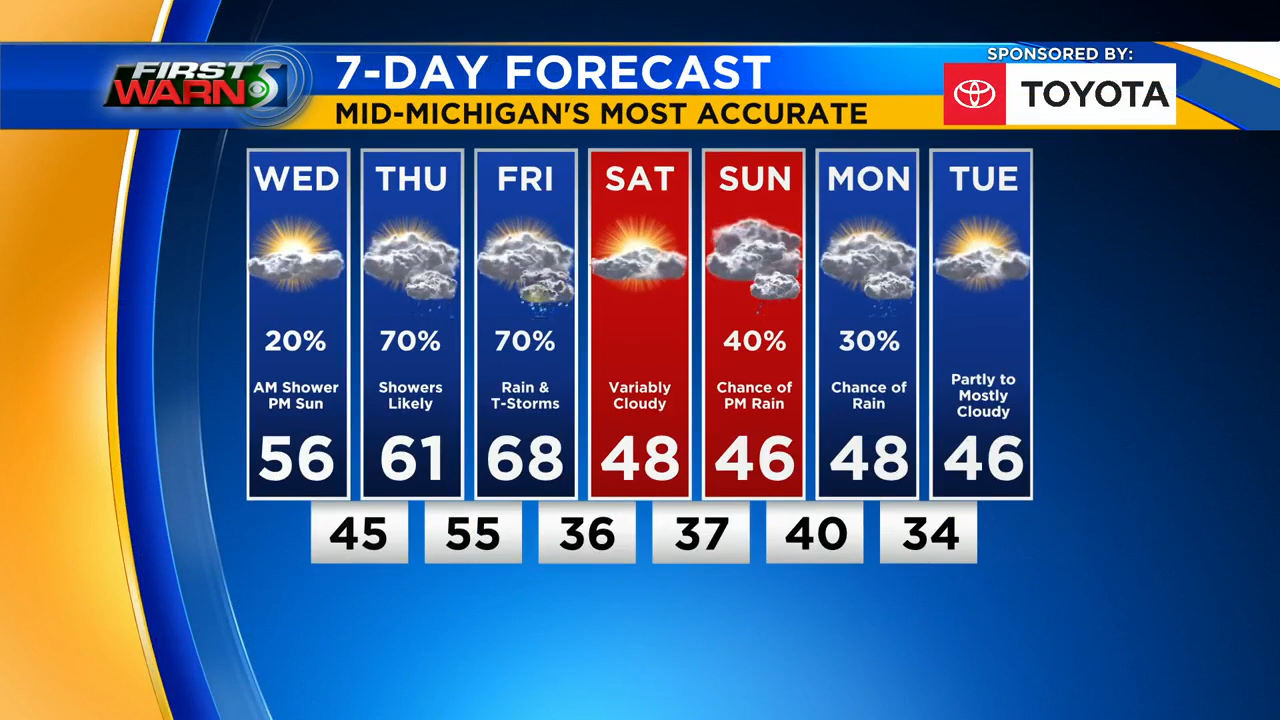 FIRST
WARN 5
7-DAY FORECAST
MID-MICHIGAN'S MOST ACCURATE
SPONSORED BY:
TOYOTA
WED
20%
AM Shower
PM Sun
56
THU
70%
Showers
Likely
61
FRI
70%
Rain &
T-Storms
68
SAT
Variably
Cloudy
48
SUN
40%
Chance of
PM Rain
46
MON
30%
Chance of
Rain
48
TUE
Partly to
Mostly
Cloudy
46
45
55
36
37
40
34